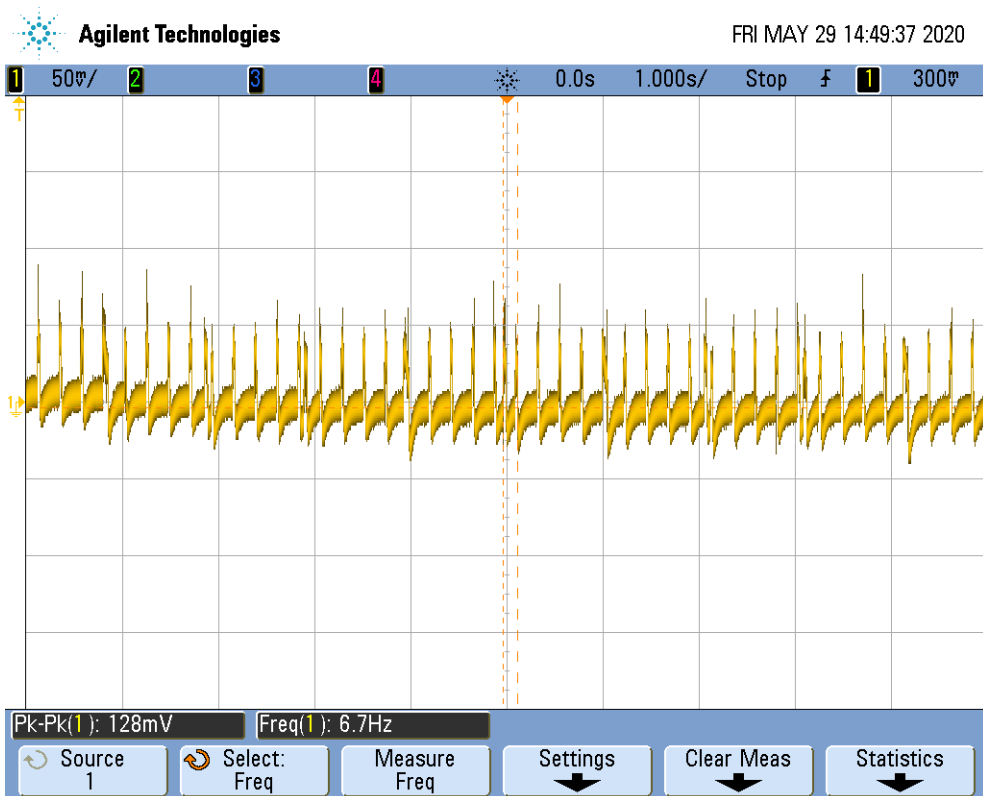 Agilent Technologies FRI MAY 29 14:49:37 2020
1 50mV/ 2 3 4 0.0s 1.000s/ Stop 1 300mV
T
1
Pk-Pk(1): 128mV Freq(1): 6.7Hz
Source Select: Measure Settings Clear Meas Statistics
1 Freq Freq